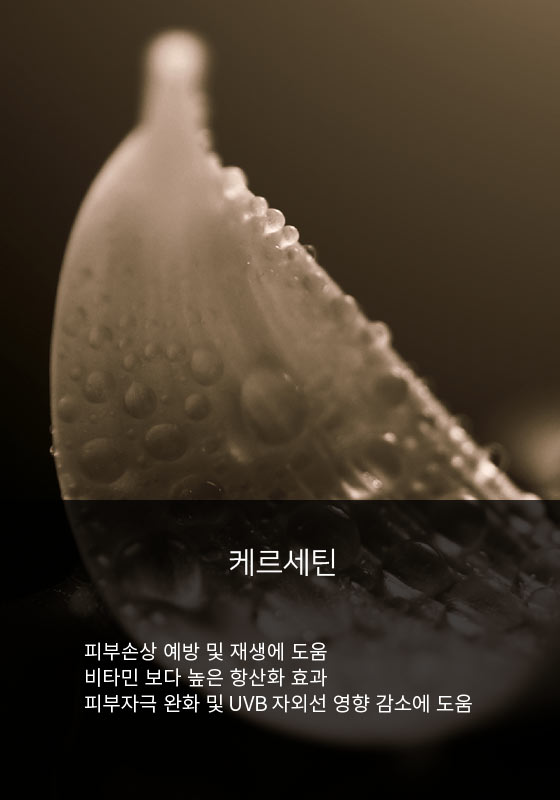 케르세틴
피부손상 예방 및 재생에 도움
비타민 보다 높은 항산화 효과
피부자극 완화 및 UVB 자외선 영향 감소에 도움